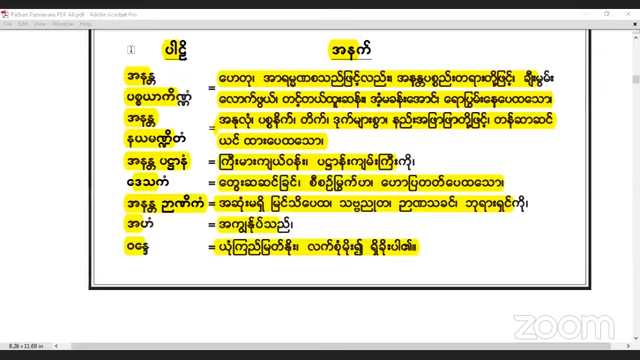 Pathan Pannavara PDF A4.pdf - Adobe Acrobat Pro
File Edit View Window Help
၁ ပါဠိ အနက်
အနန္တ = ဟေတု၊ အာရမ္မဏစသည်ဖြင့်လည်း၊ အနန္တပစ္စည်းတရားတို့ဖြင့်၊ ချီးမွမ်း
ပစ္စယာကိဏ္ဏံ လောက်ဖွယ်၊ တင့်တယ်ထူးဆန်း၊ အံ့မခန်းအောင် ရောပြွမ်းနေပေထသော၊
အနန္တ = အနုလုံ၊ ပစ္စနိက်၊ တိက်၊ ဒုက်များစွာ၊ နည်းအဖြာဖြာတို့ဖြင့်၊ တန်ဆာဆင်
နယမဏ္ဍိတံ ယင် ထားပေထသော၊
အနန္တ ပဋ္ဌာနံ = ကြီးမားကျယ်ဝန်း၊ ပဋ္ဌာန်းကျမ်းကြီးကို၊
ဒေသကံ = တွေးဆဆင်ခြင်၊ စီစဉ်မြွက်ဟ၊ ဟောပြတတ်ပေထသော၊
အနန္တ ဉာဏိကံ = အဆုံးမရှိ မြင်သိပေထ၊ သဗ္ဗညုတ၊ ဉာဏသခင်၊ ဘုရားရှင်ကို၊
အဟံ = အကျွန်ုပ်သည်၊
ဝန္ဒေ = ယုံကြည်မြတ်နိုး၊ လက်စုံမိုး၍ ရှိခိုးပါ၏။
8.26 x 11.69 in
zoom